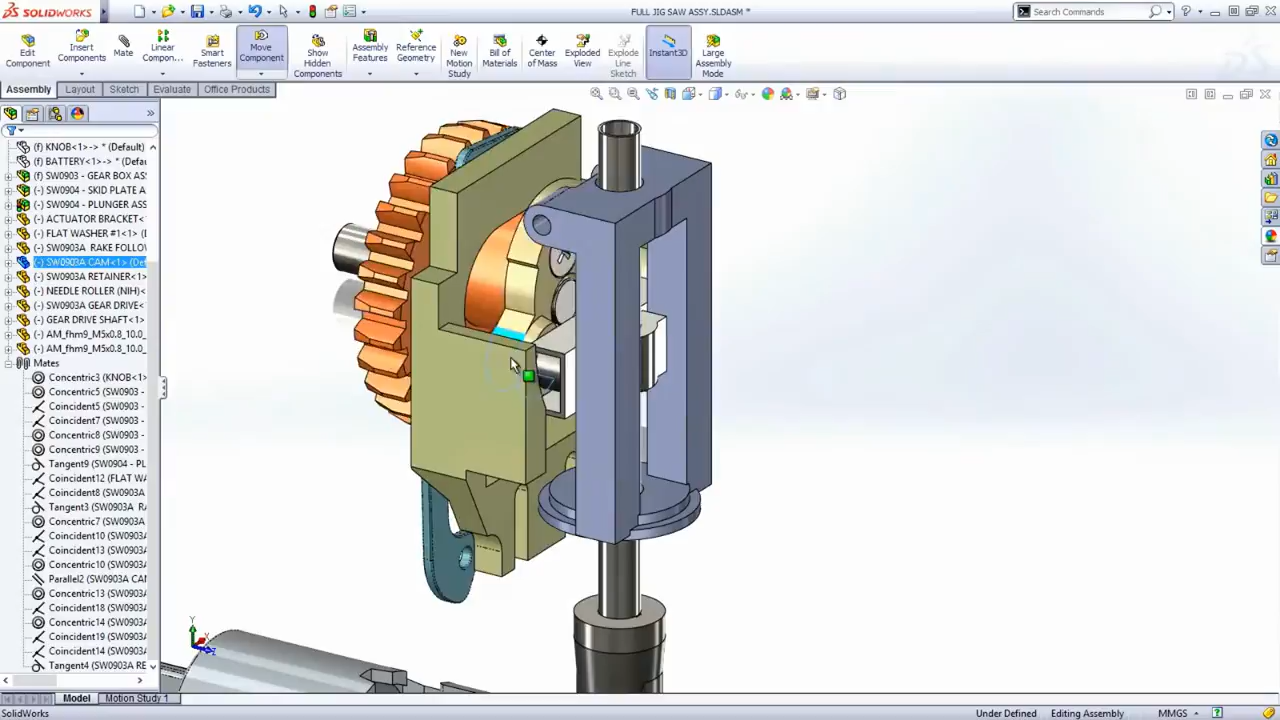 SOLIDWORKS
FULL JIG SAW ASSY.SLDASM *
Search Commands
Edit Component
Insert Components
Mate
Linear Compon...
Smart Fasteners
Move Component
Show Hidden Components
Assembly Features
Reference Geometry
New Motion Study
Bill of Materials
Center of Mass
Exploded View
Explode Line Sketch
Instant3D
Large Assembly Mode
Assembly
Layout
Sketch
Evaluate
Office Products
(f) KNOB<1>-> * (Default)
(f) BATTERY<1>-> * (Defau
(f) SW0903 - GEAR BOX AS
(-) SW0904 - SKID PLATE A
(-) SW0904 - PLUNGER ASS
(-) ACTUATOR BRACKET<
(-) FLAT WASHER #1<1> (D
(-) SW0903A RAKE FOLLO
(-) SW0903A CAM<1> (De
(-) SW0903A RETAINER<1>
(-) NEEDLE ROLLER (NIH)<
(-) SW0903A GEAR DRIVE<
(-) GEAR DRIVE SHAFT<1>
(-) AM_fhm9_M5x0.8_10.0_
(-) AM_fhm9_M5x0.8_10.0_
Mates
Concentric3 (KNOB<1>
Concentric5 (SW0903 -
Coincident5 (SW0903 -
Coincident7 (SW0903 -
Concentric8 (SW0903 -
Concentric9 (SW0903 -
Tangent9 (SW0904 - PL
Coincident12 (FLAT WA
Coincident8 (SW0903 -
Tangent3 (SW0903A RA
Concentric7 (SW0903 -
Coincident10 (SW0903
Coincident13 (SW0903
Concentric10 (SW0903
Parallel2 (SW0903A CAM
Concentric13 (SW0903
Coincident18 (SW0903
Concentric14 (SW0903
Coincident19 (SW0903
Coincident14 (SW0903
Tangent4 (SW0903A RE
Y
Model
Motion Study 1
SolidWorks
Under Defined
Editing Assembly
MMGS